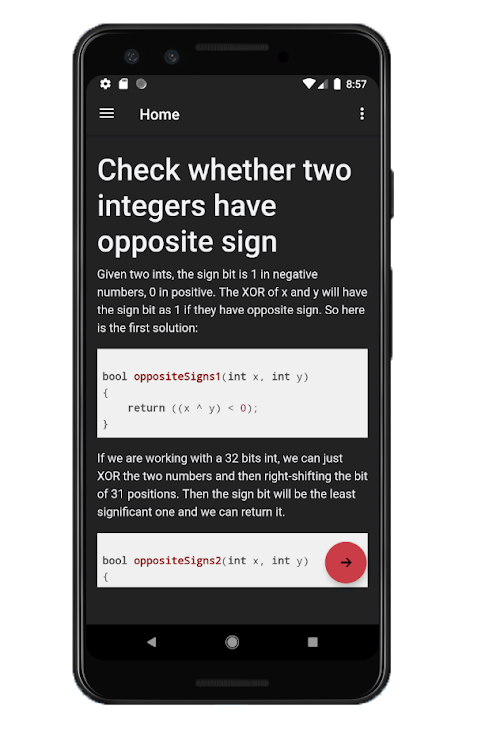 8:57
Home
Check whether two
integers have
opposite sign
Given two ints, the sign bit is 1 in negative
numbers, 0 in positive. The XOR of x and y will have
the sign bit as 1 if they have opposite sign. So here
is the first solution:
bool oppositeSigns1(int x, int y)
{
    return ((x ^ y) < 0);
}
If we are working with a 32 bits int, we can just
XOR the two numbers and then right-shifting the bit
of 31 positions. Then the sign bit will be the least
significant one and we can return it.
bool oppositeSigns2(int x, int y)
{